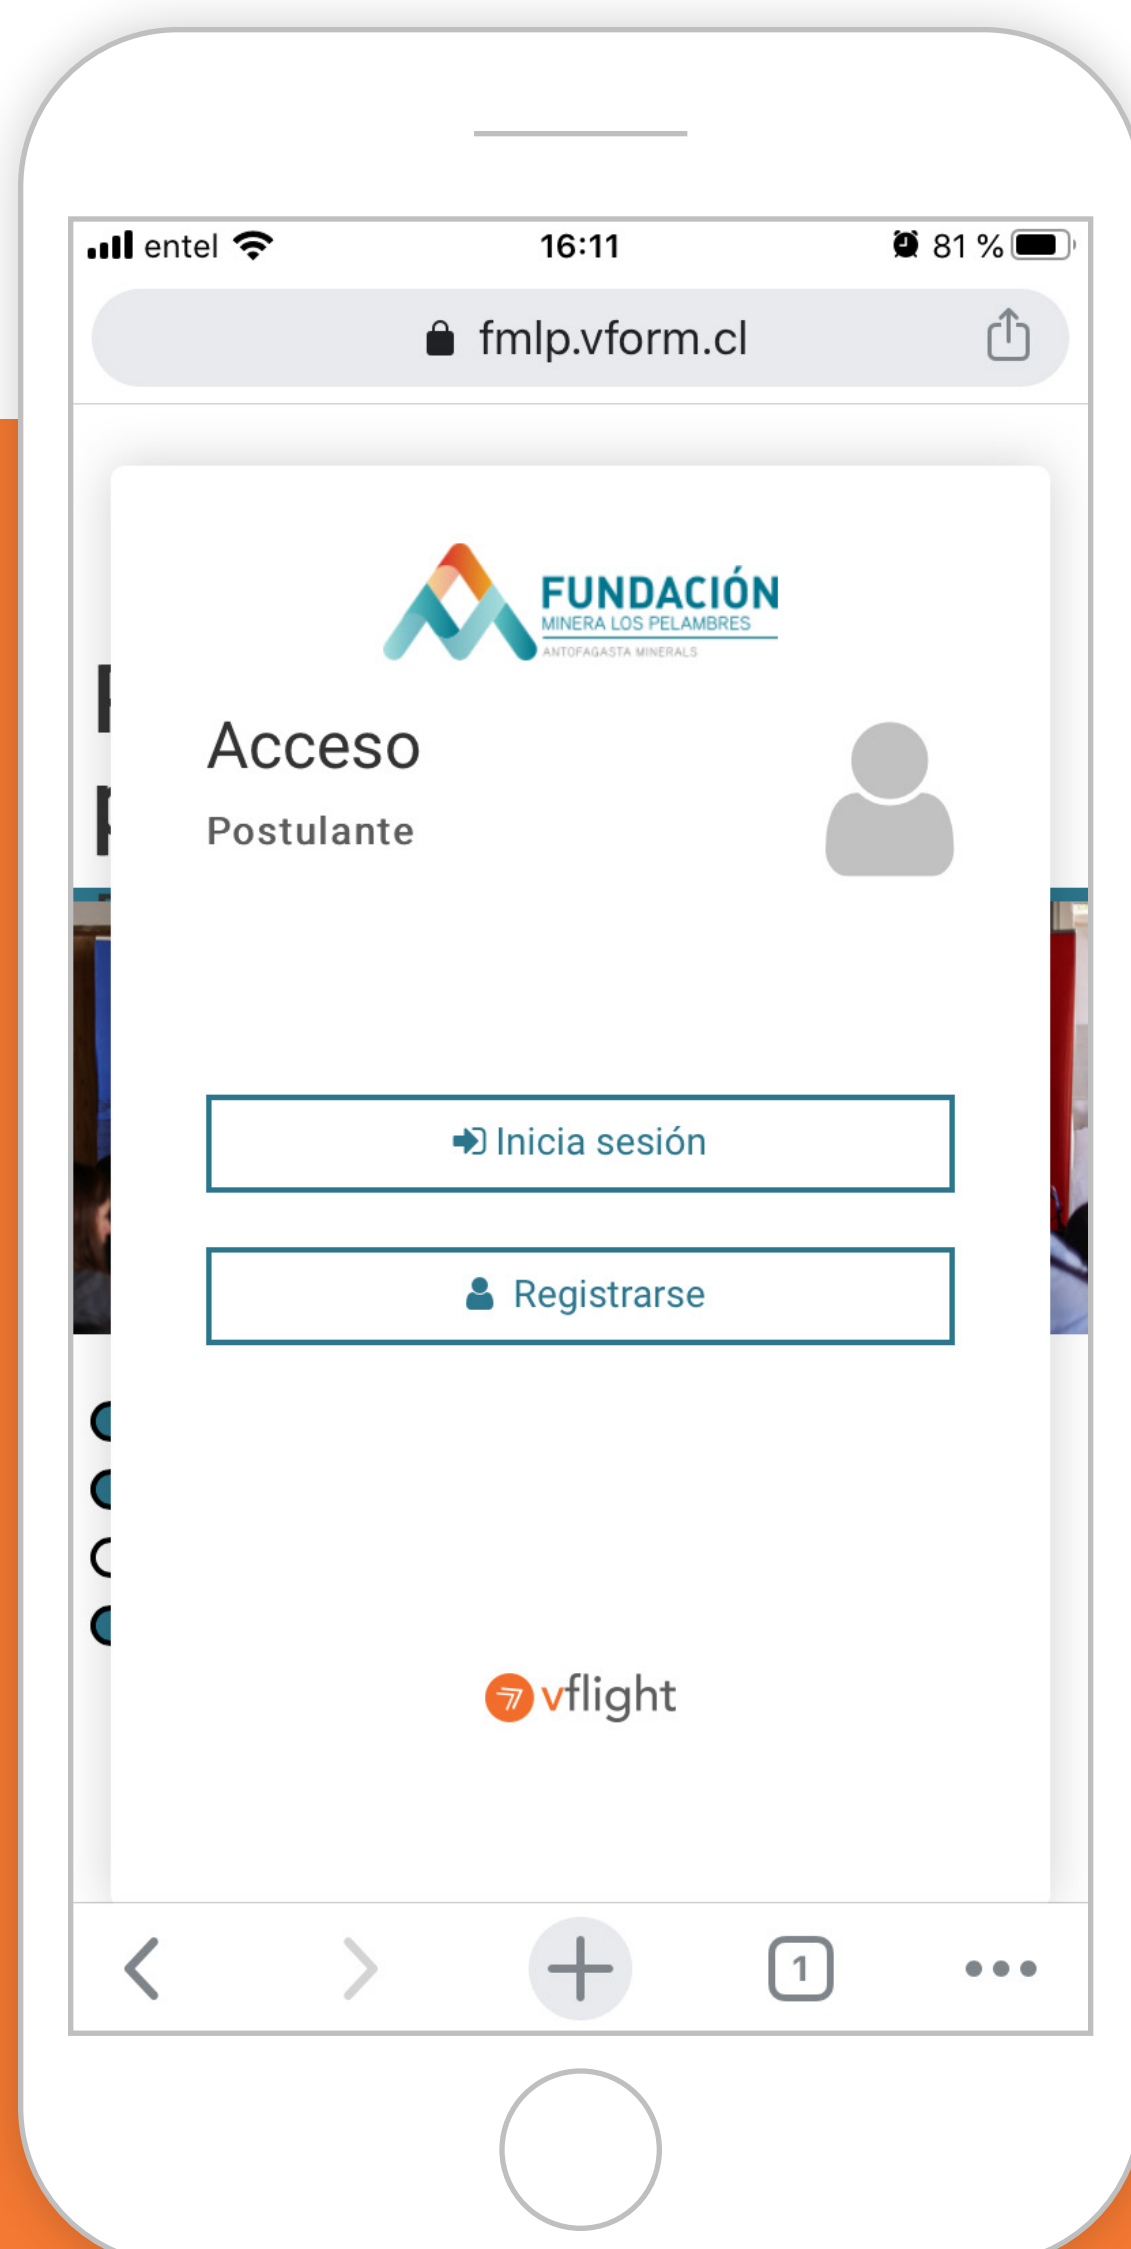 entel 16:11 81 %
fmlp.vform.cl
FUNDACIÓN
MINERA LOS PELAMBRES
ANTOFAGASTA MINERALS
Acceso
Postulante
Inicia sesión
Registrarse
vflight
1